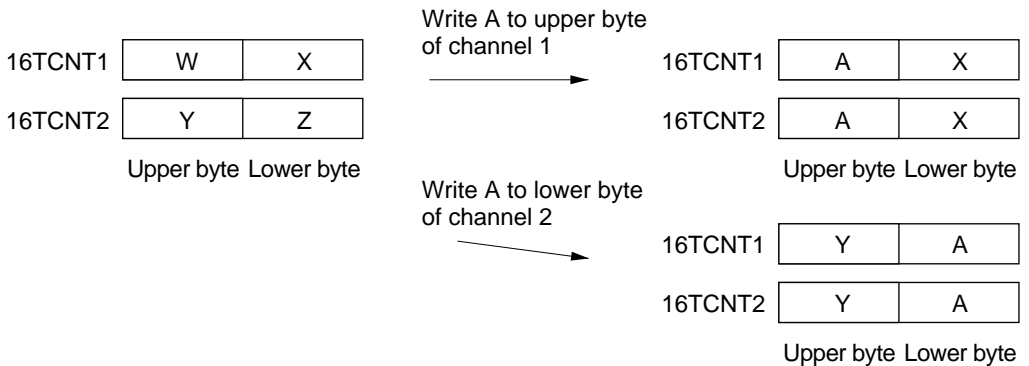 Write A to upper byte
of channel 1
16TCNT1 W X
16TCNT2 Y Z
Upper byte Lower byte
16TCNT1 A X
16TCNT2 A X
Upper byte Lower byte
Write A to lower byte
of channel 2
16TCNT1 Y A
16TCNT2 Y A
Upper byte Lower byte